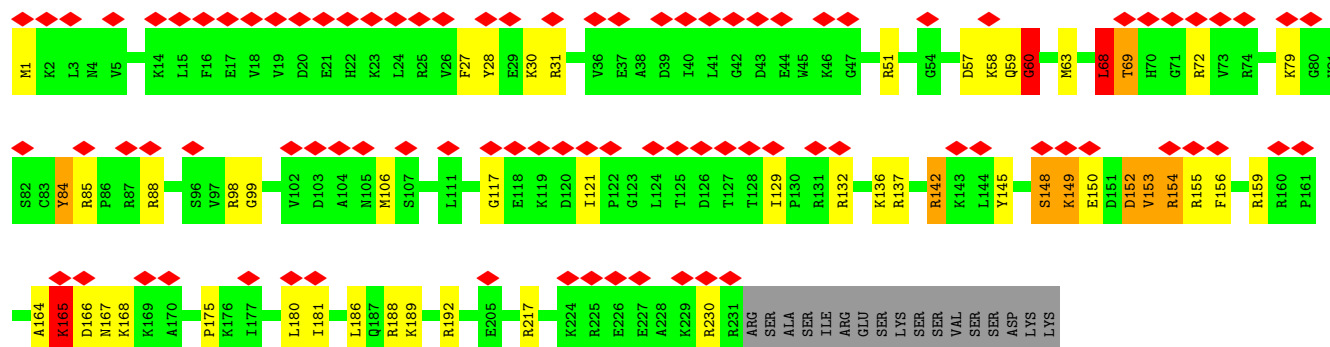 M1 K2 L3 N4 V5 K14 L15 F16 E17 V18 V19 D20 E21 H22 K23 L24 R25 V26 F27 Y28 E29 K30 R31 V36 E37 A38 D39 I40 L41 G42 D43 E44 W45 K46 G47 R51 G54 D57 K58 Q59 G60 M63 L68 T69 H70 G71 R72 V73 R74 K79 G80
S82 C83 Y84 R85 P86 R87 R88 S96 V97 R98 G99 V102 D103 A104 N105 M106 S107 L111 G117 E118 K119 D120 I121 P122 G123 L124 T125 D126 T127 T128 I129 P130 R131 R132 K136 R137 R142 K143 L144 Y145 S148 K149 E150 D151 D152 V153 R154 R155 F156 R159 R160 P161
A164 K165 D166 N167 K168 K169 A170 P175 K176 I177 L180 I181 L186 Q187 R188 K189 R192 E205 R217 K224 R225 E226 E227 A228 K229 R230 R231 ARG SER ALA SER ILE ARG GLU SER LYS SER SER VAL SER SER ASP LYS LYS